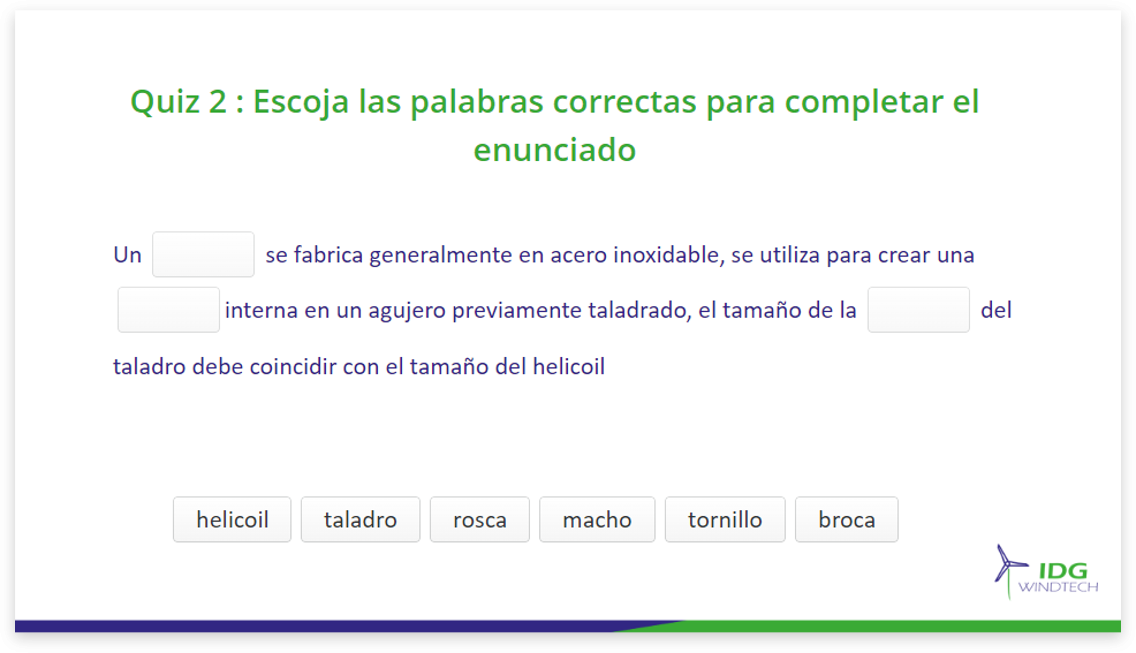 Quiz 2 : Escoja las palabras correctas para completar el
enunciado
Un se fabrica generalmente en acero inoxidable, se utiliza para crear una
interna en un agujero previamente taladrado, el tamaño de la del
taladro debe coincidir con el tamaño del helicoil
helicoil taladro rosca macho tornillo broca
IDG
WINDTECH